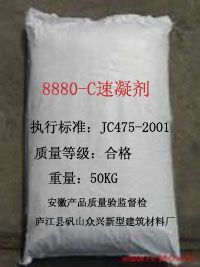 8880-C速凝剂
执行标准：JC475-2001
质量等级：合格
重量：50KG
安徽产品质量验监督检
庐江县矾山众兴新型建筑材料厂